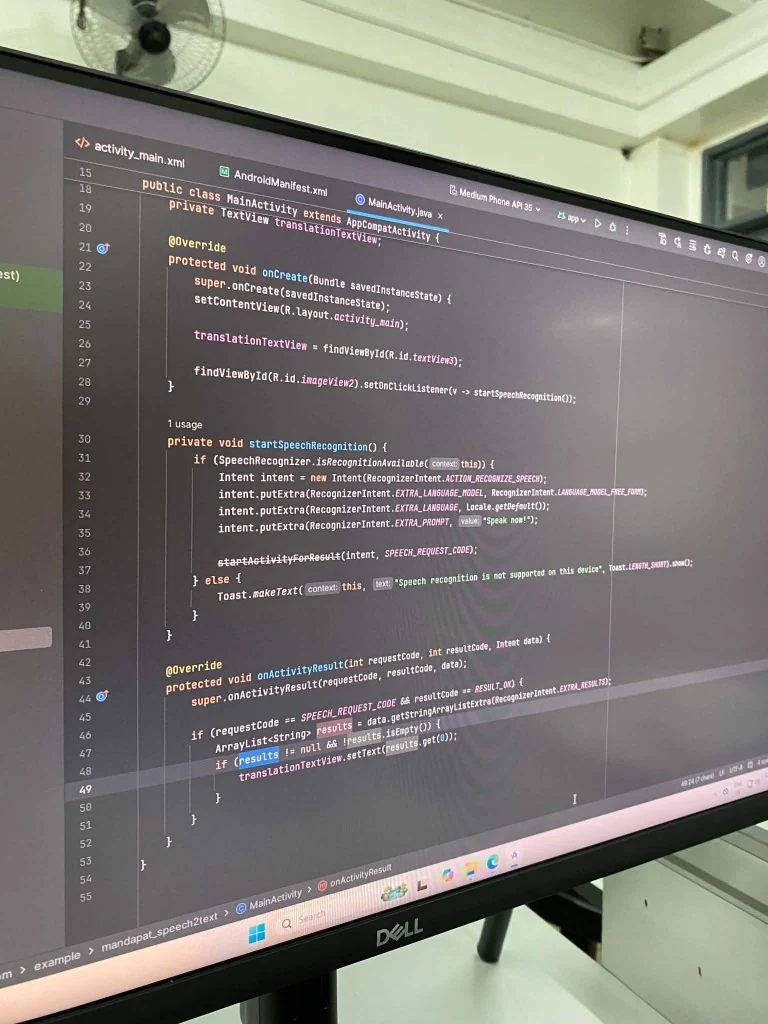 activity_main.xml
AndroidManifest.xml
MainActivity.java
Medium Phone API 35
app
15
public class MainActivity extends AppCompatActivity {
18
private TextView translationTextView;
19
20
21
@Override
22
protected void onCreate(Bundle savedInstanceState) {
23
super.onCreate(savedInstanceState);
24
setContentView(R.layout.activity_main);
25
26
translationTextView = findViewById(R.id.textView3);
27
28
findViewById(R.id.imageView2).setOnClickListener(v -> startSpeechRecognition());
29
}
1 usage
30
private void startSpeechRecognition() {
31
if (SpeechRecognizer.isRecognitionAvailable( context: this)) {
32
Intent intent = new Intent(RecognizerIntent.ACTION_RECOGNIZE_SPEECH);
33
intent.putExtra(RecognizerIntent.EXTRA_LANGUAGE_MODEL, RecognizerIntent.LANGUAGE_MODEL_FREE_FORM);
34
intent.putExtra(RecognizerIntent.EXTRA_LANGUAGE, Locale.getDefault());
35
intent.putExtra(RecognizerIntent.EXTRA_PROMPT, value: "Speak now!");
36
37
startActivityForResult(intent, SPEECH_REQUEST_CODE);
38
} else {
39
Toast.makeText( context: this, text: "Speech recognition is not supported on this device", Toast.LENGTH_SHORT).show();
40
}
41
}
42
43
@Override
44
protected void onActivityResult(int requestCode, int resultCode, Intent data) {
45
super.onActivityResult(requestCode, resultCode, data);
46
47
if (requestCode == SPEECH_REQUEST_CODE && resultCode == RESULT_OK) {
48
ArrayList<String> results = data.getStringArrayListExtra(RecognizerIntent.EXTRA_RESULTS);
49
if (results != null && !results.isEmpty()) {
50
translationTextView.setText(results.get(0));
51
}
52
}
53
}
54
}
55
est)
49:24 (7 chars) LF UTF-8
om > example > mandapat_speech2text > MainActivity > onActivityResult
Search
DELL